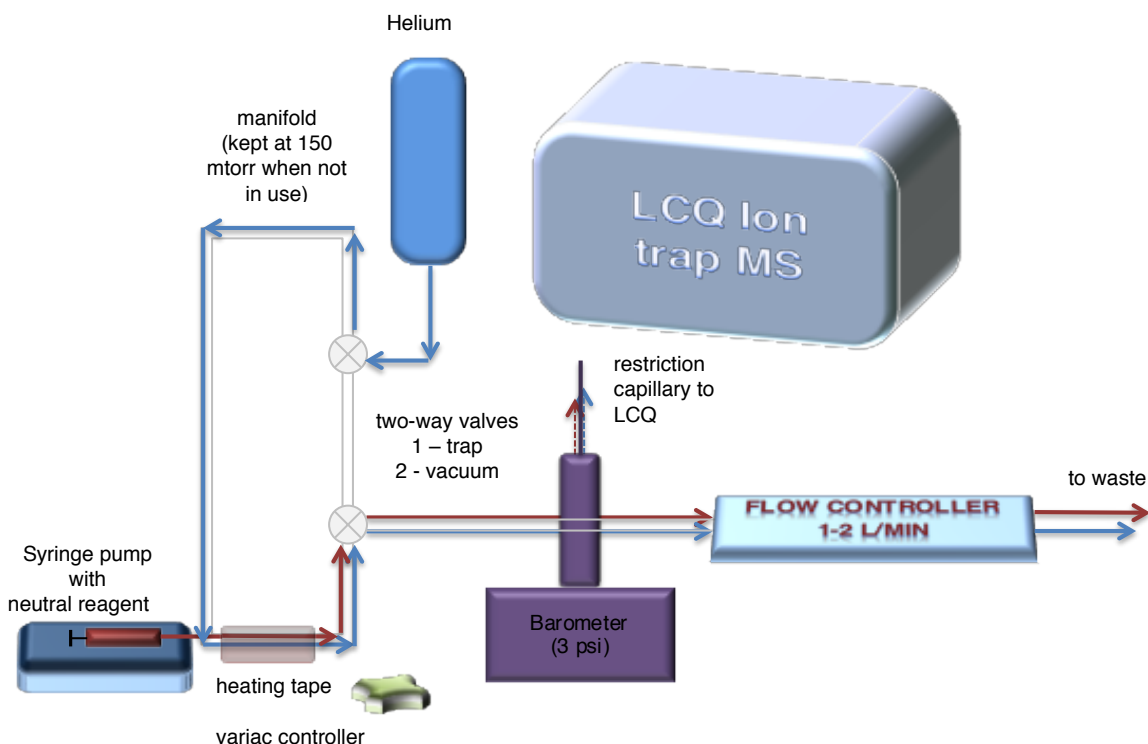 Helium
manifold
(kept at 150
mtorr when not
in use)
LCQ Ion
trap MS
restriction
capillary to
LCQ
two-way valves
1 – trap
2 - vacuum
to waste
FLOW CONTROLLER
1-2 L/MIN
Syringe pump
with
neutral reagent
Barometer
(3 psi)
heating tape
variac controller